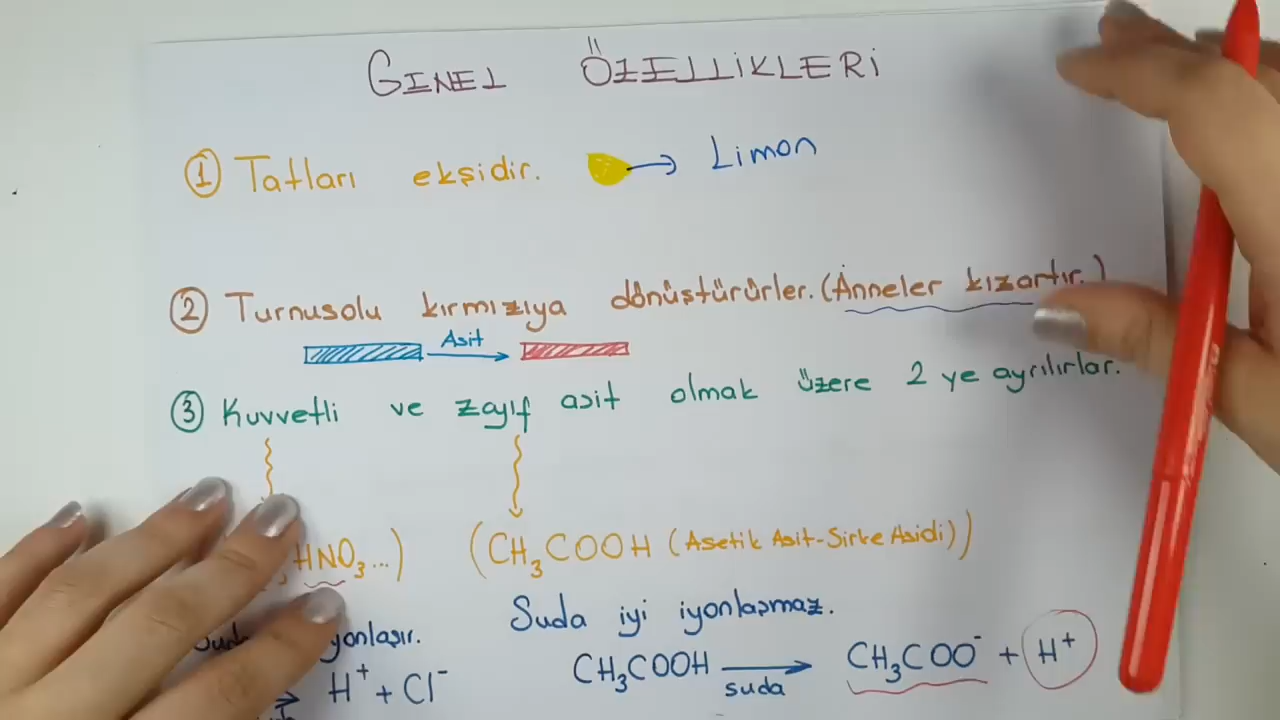 GENEL ÖZELLİKLERİ
① Tatları ekşidir. → Limon
② Turnusolu kırmızıya dönüştürürler. (Anneler kızartır.)
Asit
③ Kuvvetli ve zayıf asit olmak üzere 2 ye ayrılırlar.
HNO₃...) (CH₃COOH (Asetik Asit-Sirke Asidi))
Suda iyi iyonlaşmaz.
CH₃COOH → CH₃COO⁻ + H⁺
suda
H⁺ + Cl⁻